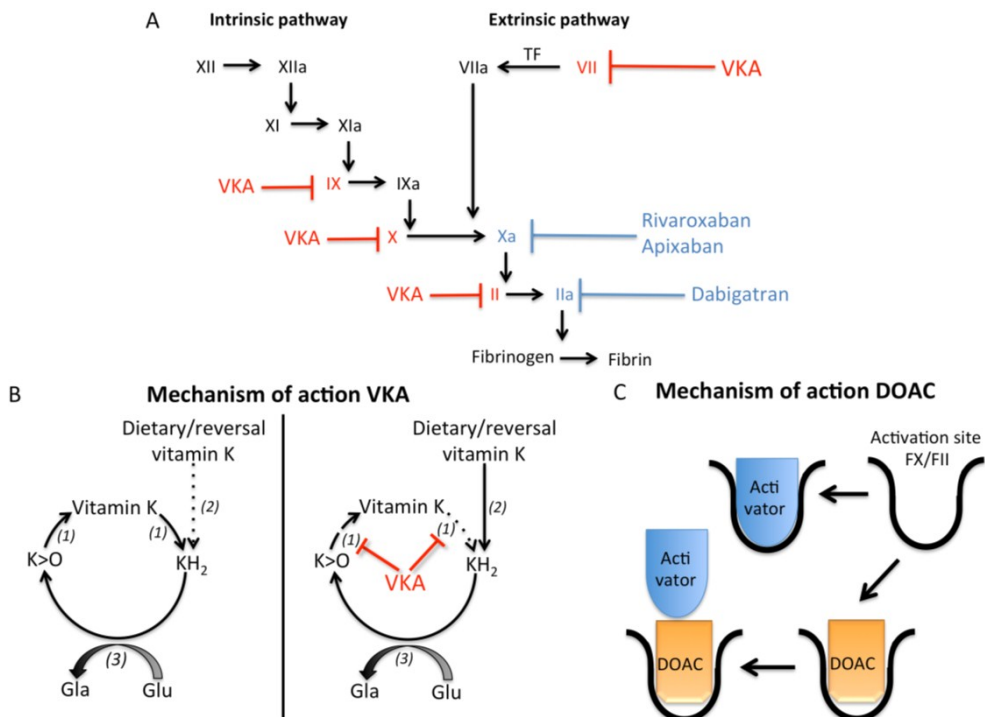 A
Intrinsic pathway
Extrinsic pathway
XII
XIIa
VIIa
TF
VII
VKA
XI
XIa
VKA
IX
IXa
VKA
X
Xa
Rivaroxaban
Apixaban
VKA
II
IIa
Dabigatran
Fibrinogen
Fibrin
B
Mechanism of action VKA
Dietary/reversal
vitamin K
Vitamin K
(2)
(1)
(1)
K>O
KH2
(3)
Gla
Glu
Dietary/reversal
vitamin K
Vitamin K
(2)
(1)
(1)
K>O
KH2
VKA
(3)
Gla
Glu
C
Mechanism of action DOAC
Activation site
FX/FII
Acti
vator
Acti
vator
DOAC
DOAC